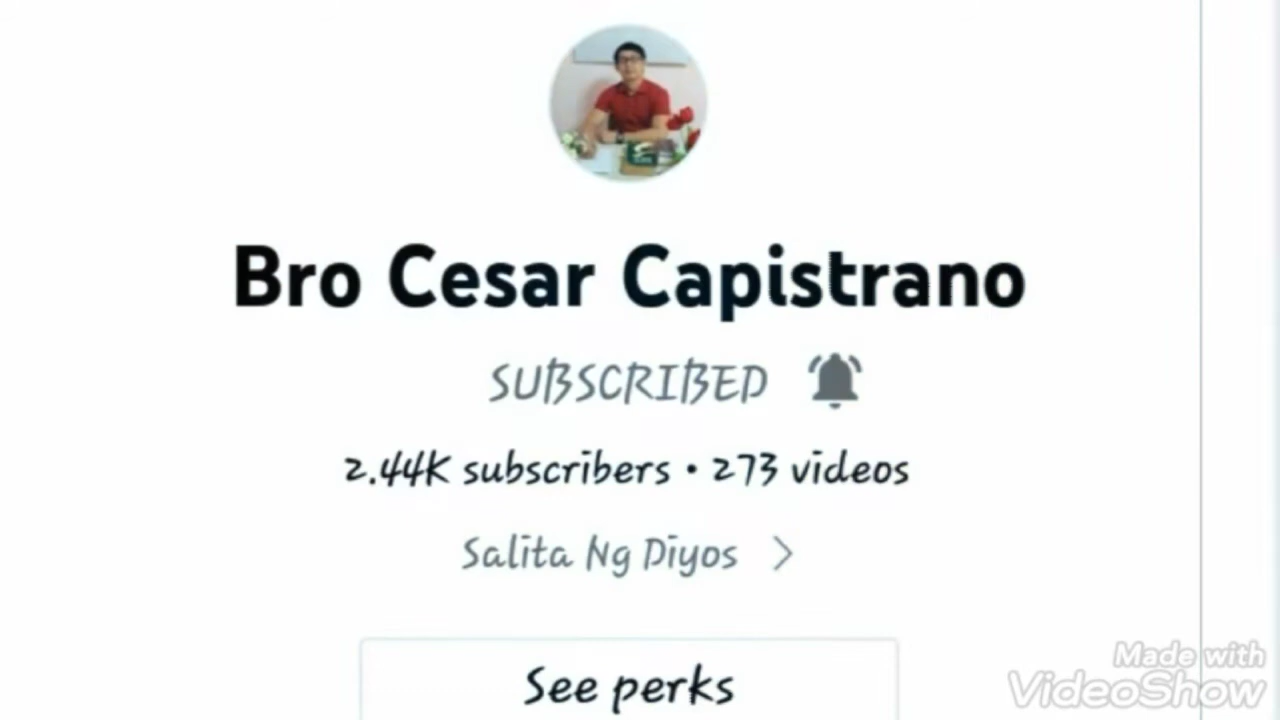 Bro Cesar Capistrano
SUBSCRIBED
2.44K subscribers • 273 videos
Salita Ng Diyos
See perks
Made with
VideoShow